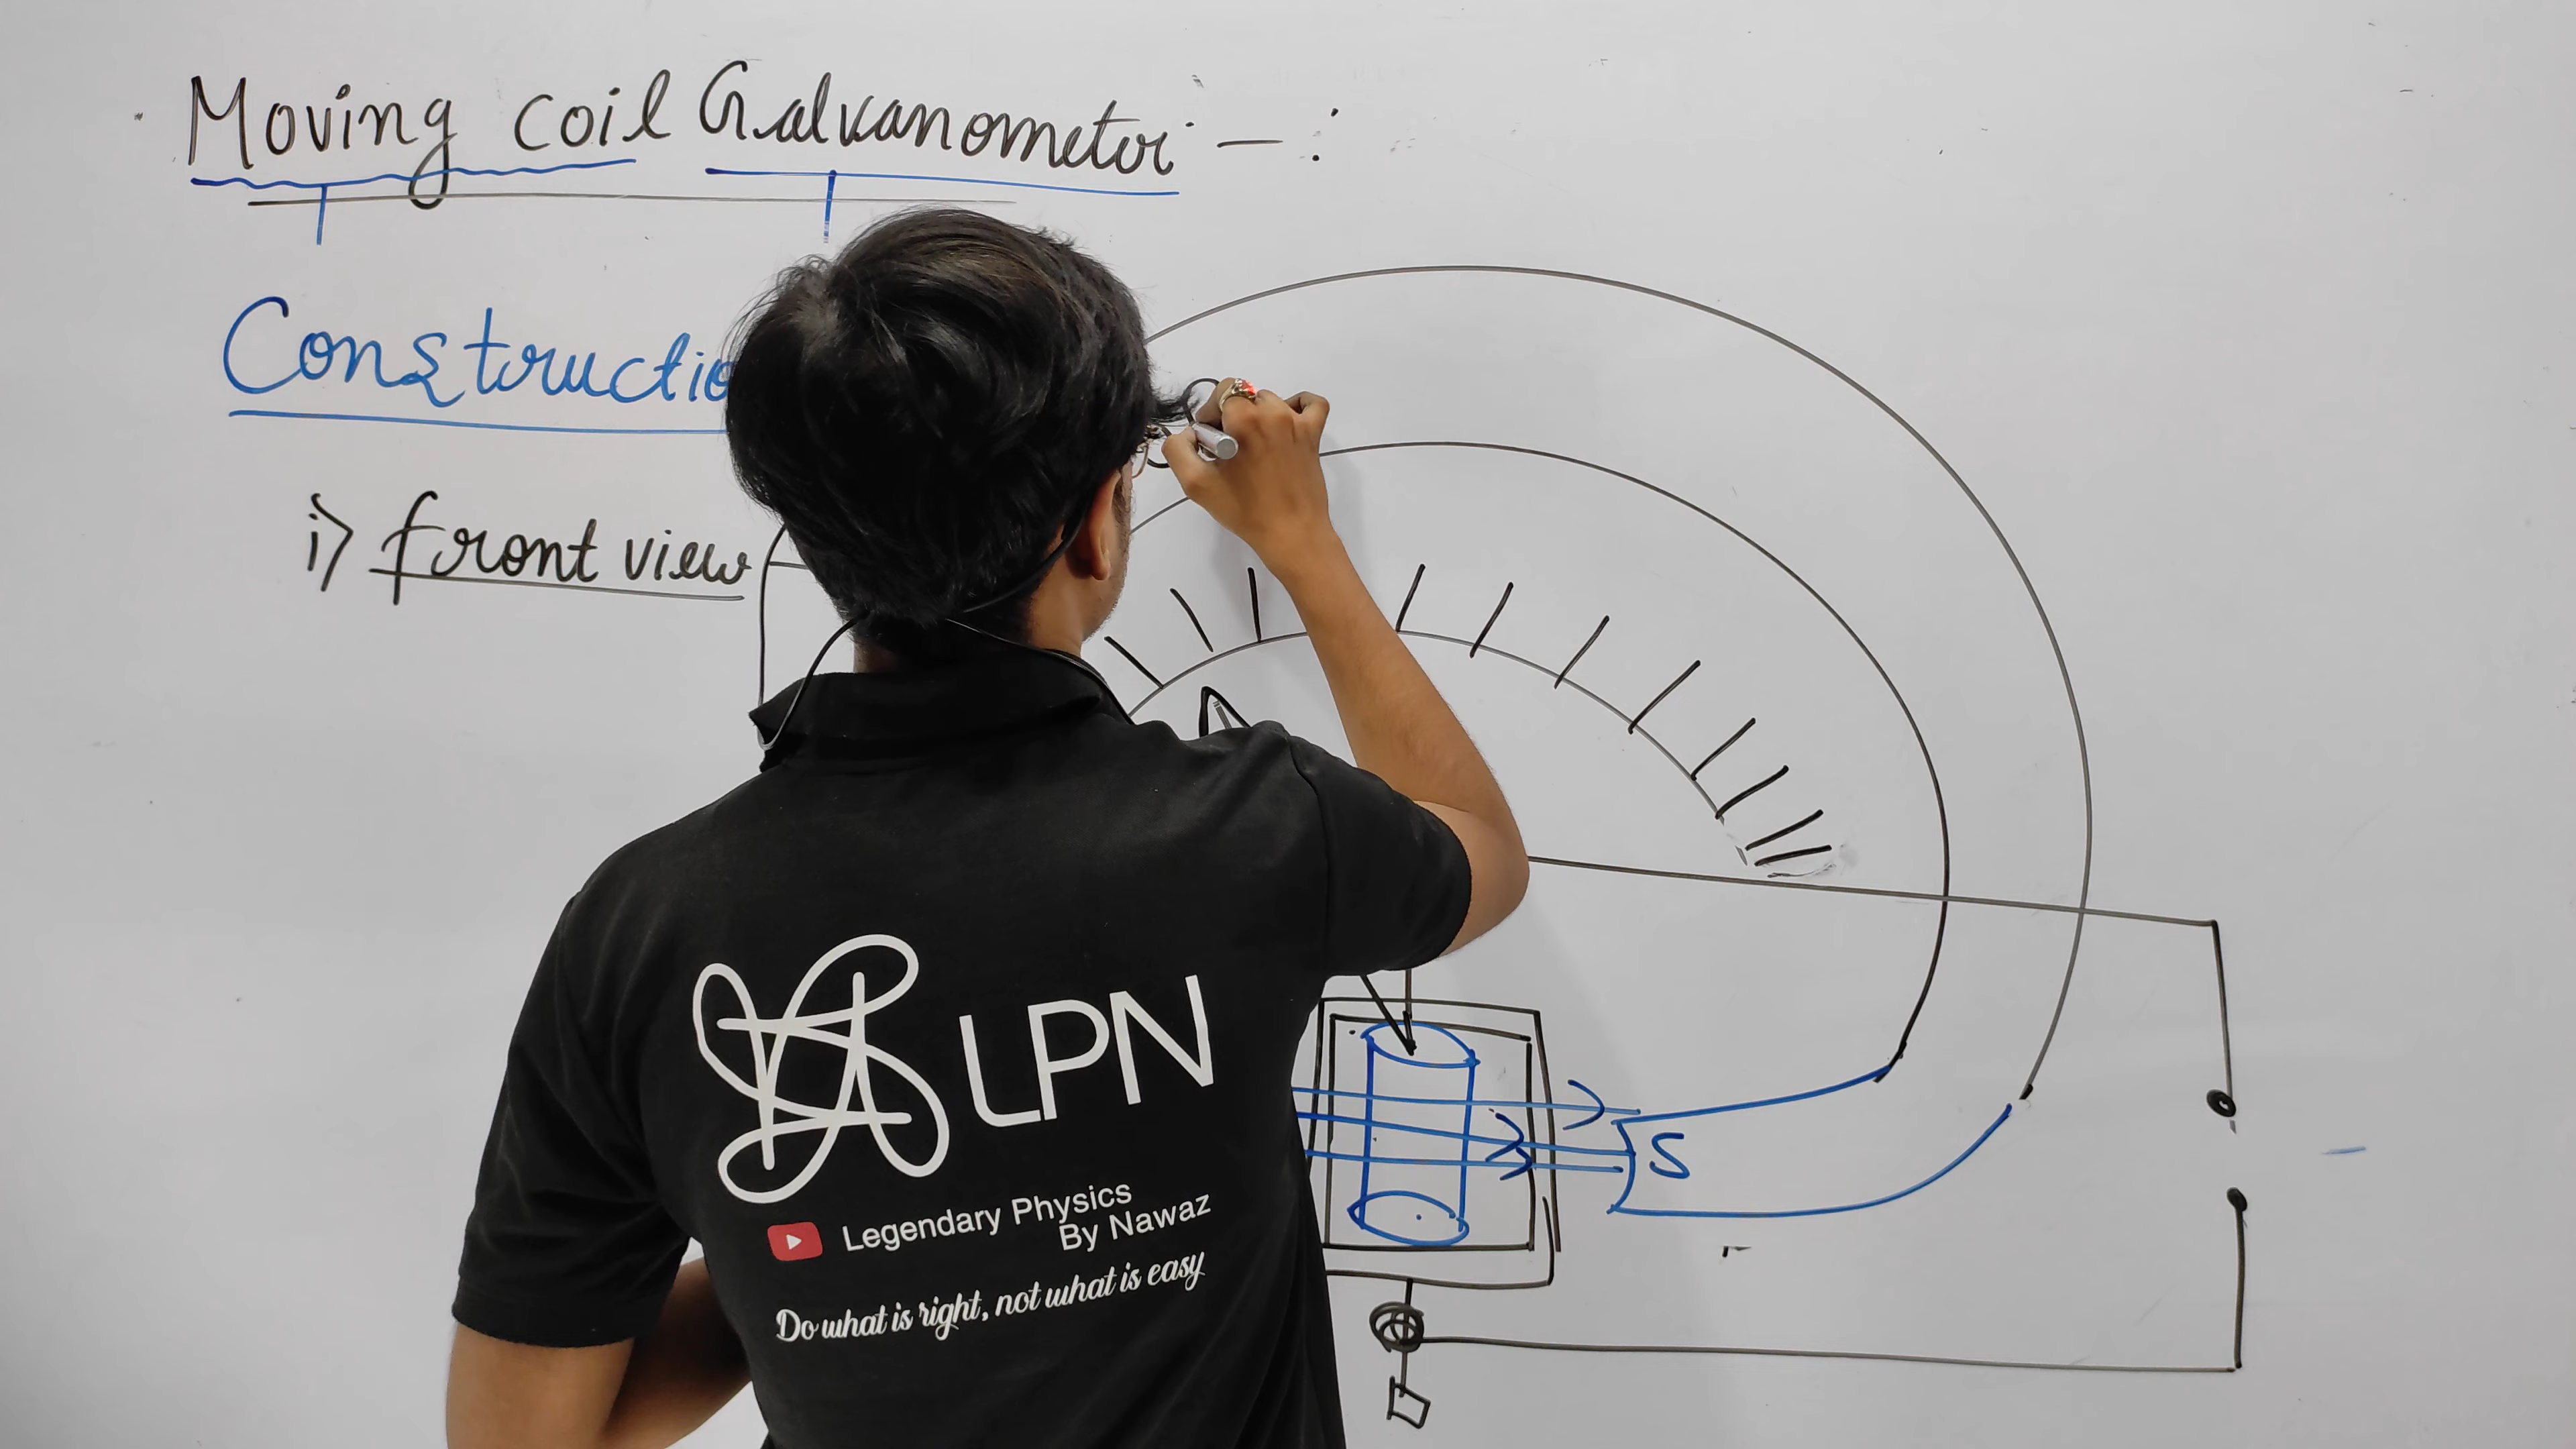 Moving coil Galvanometer - :
Constructio
i) front view
S
LPN
Legendary Physics
By Nawaz
Do what is right, not what is easy